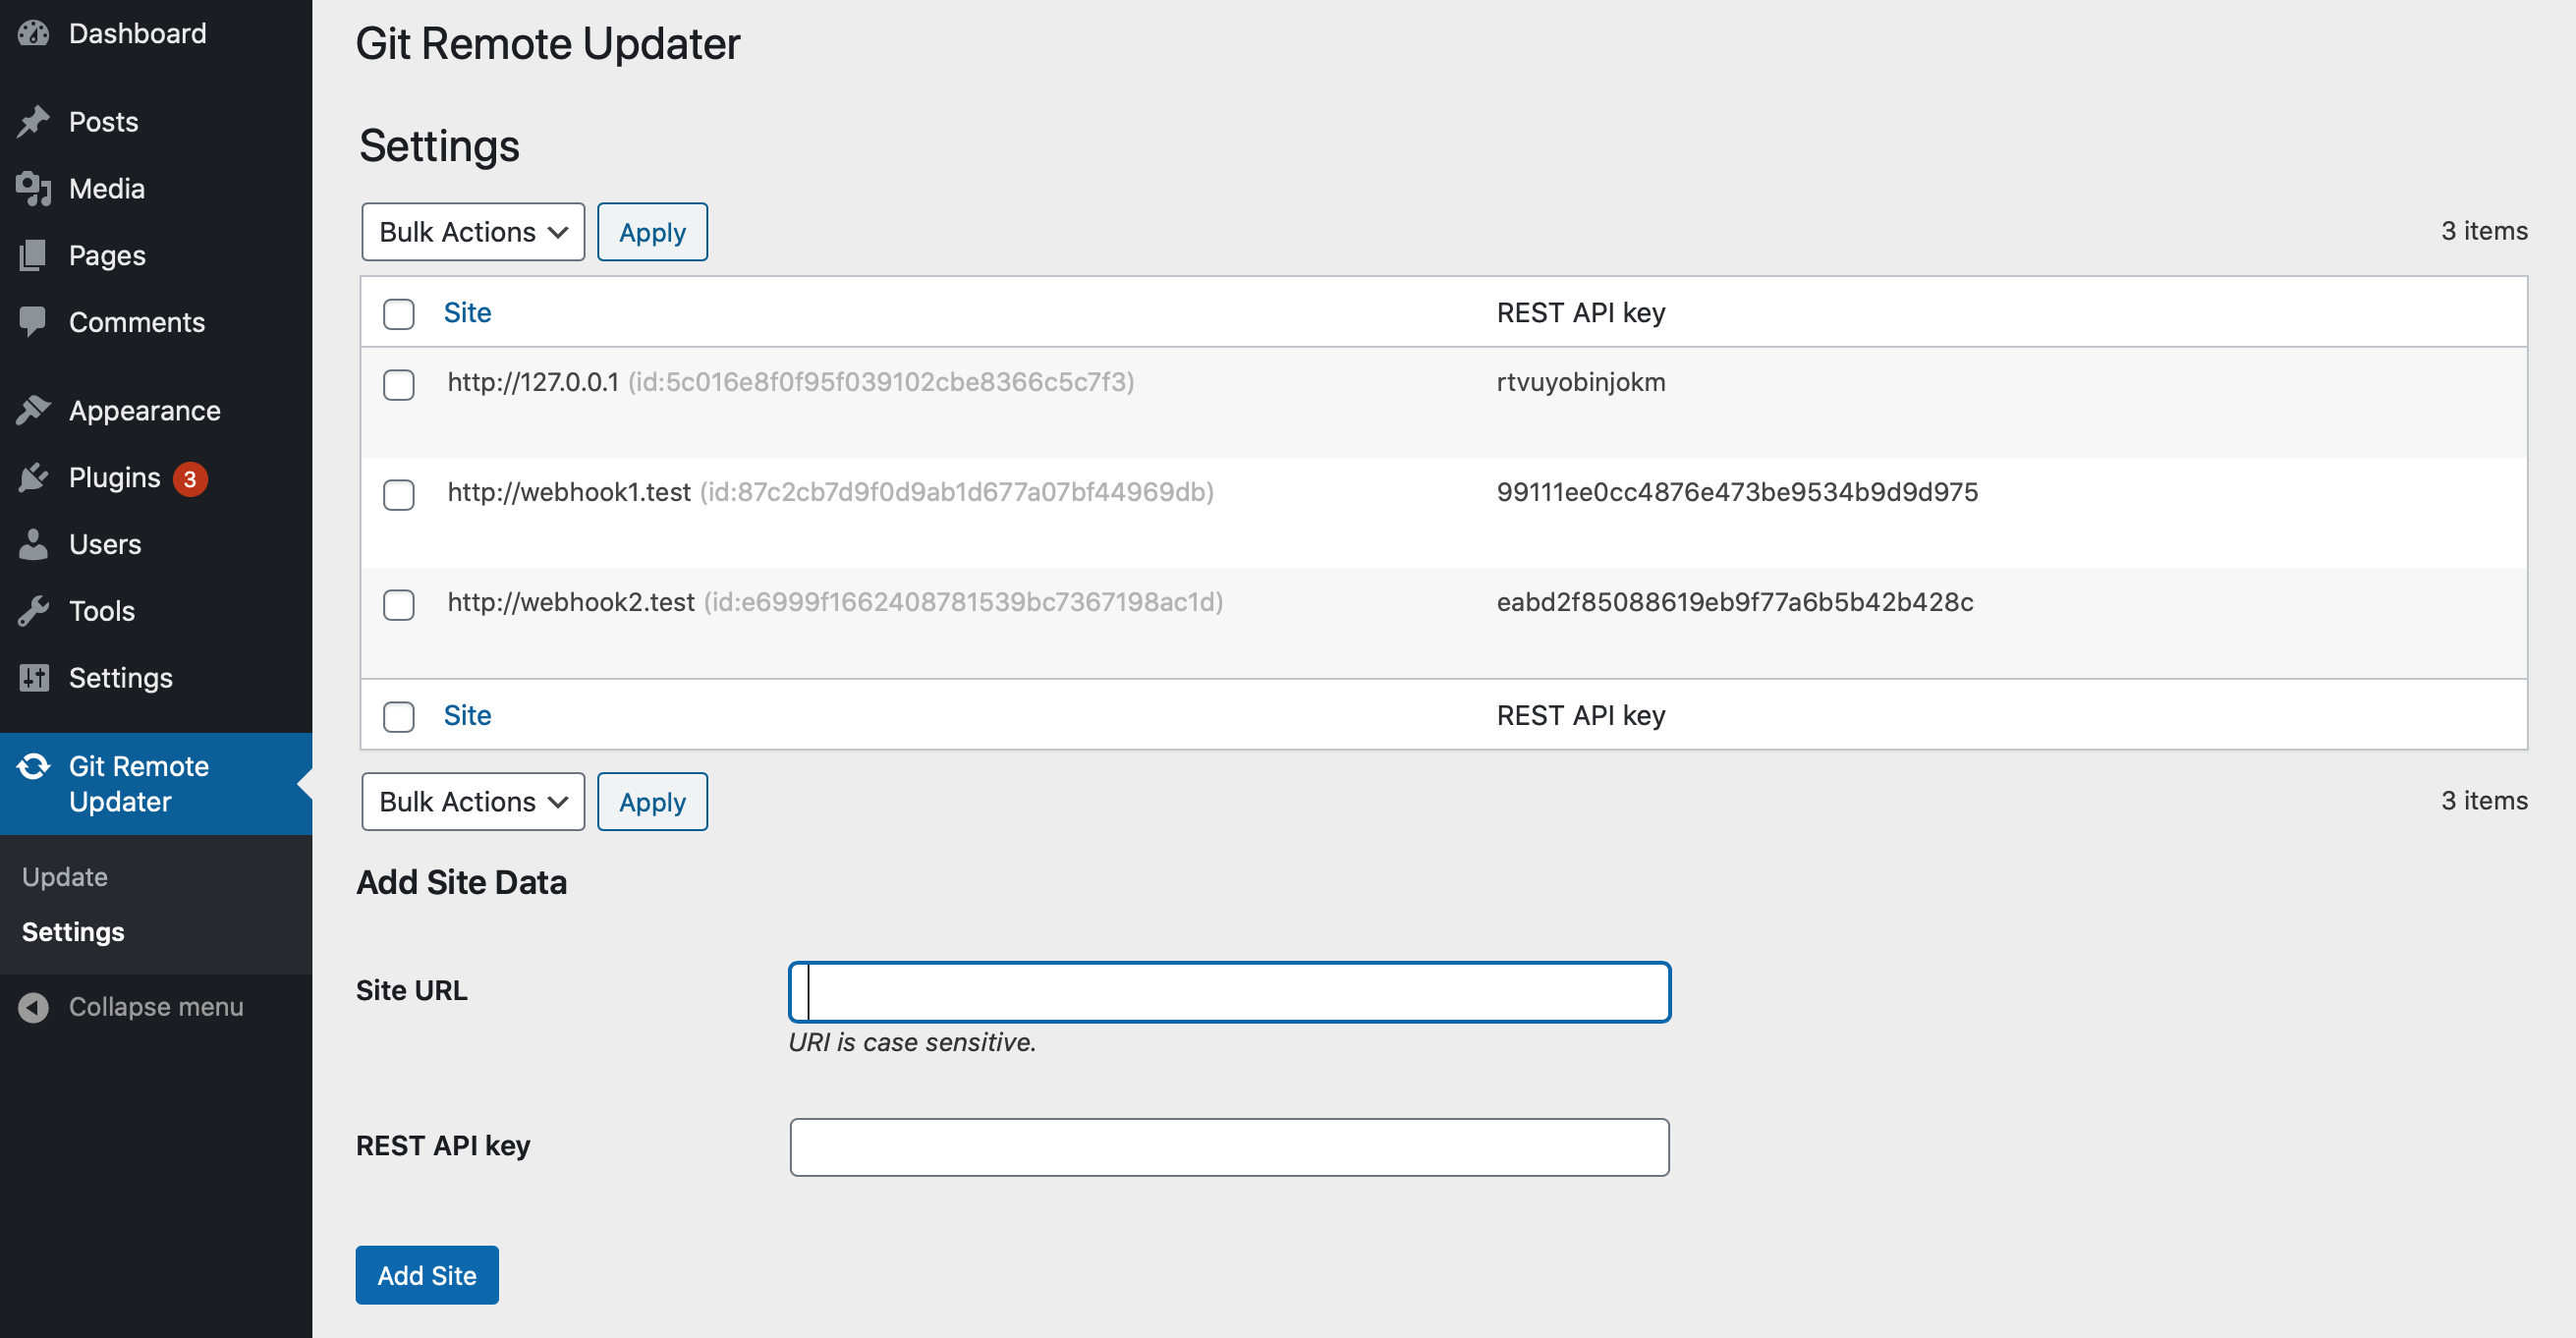 Dashboard
Posts
Media
Pages
Comments
Appearance
Plugins 3
Users
Tools
Settings
Git Remote
Updater
Update
Settings
Collapse menu
Git Remote Updater
Settings
Bulk Actions Apply 3 items
Site REST API key
http://127.0.0.1 (id:5c016e8f0f95f039102cbe8366c5c7f3) rtvuyobinjokm
http://webhook1.test (id:87c2cb7d9f0d9ab1d677a07bf44969db) 99111ee0cc4876e473be9534b9d9d975
http://webhook2.test (id:e6999f1662408781539bc7367198ac1d) eabd2f85088619eb9f77a6b5b42b428c
Site REST API key
Bulk Actions Apply 3 items
Add Site Data
Site URL
URI is case sensitive.
REST API key
Add Site